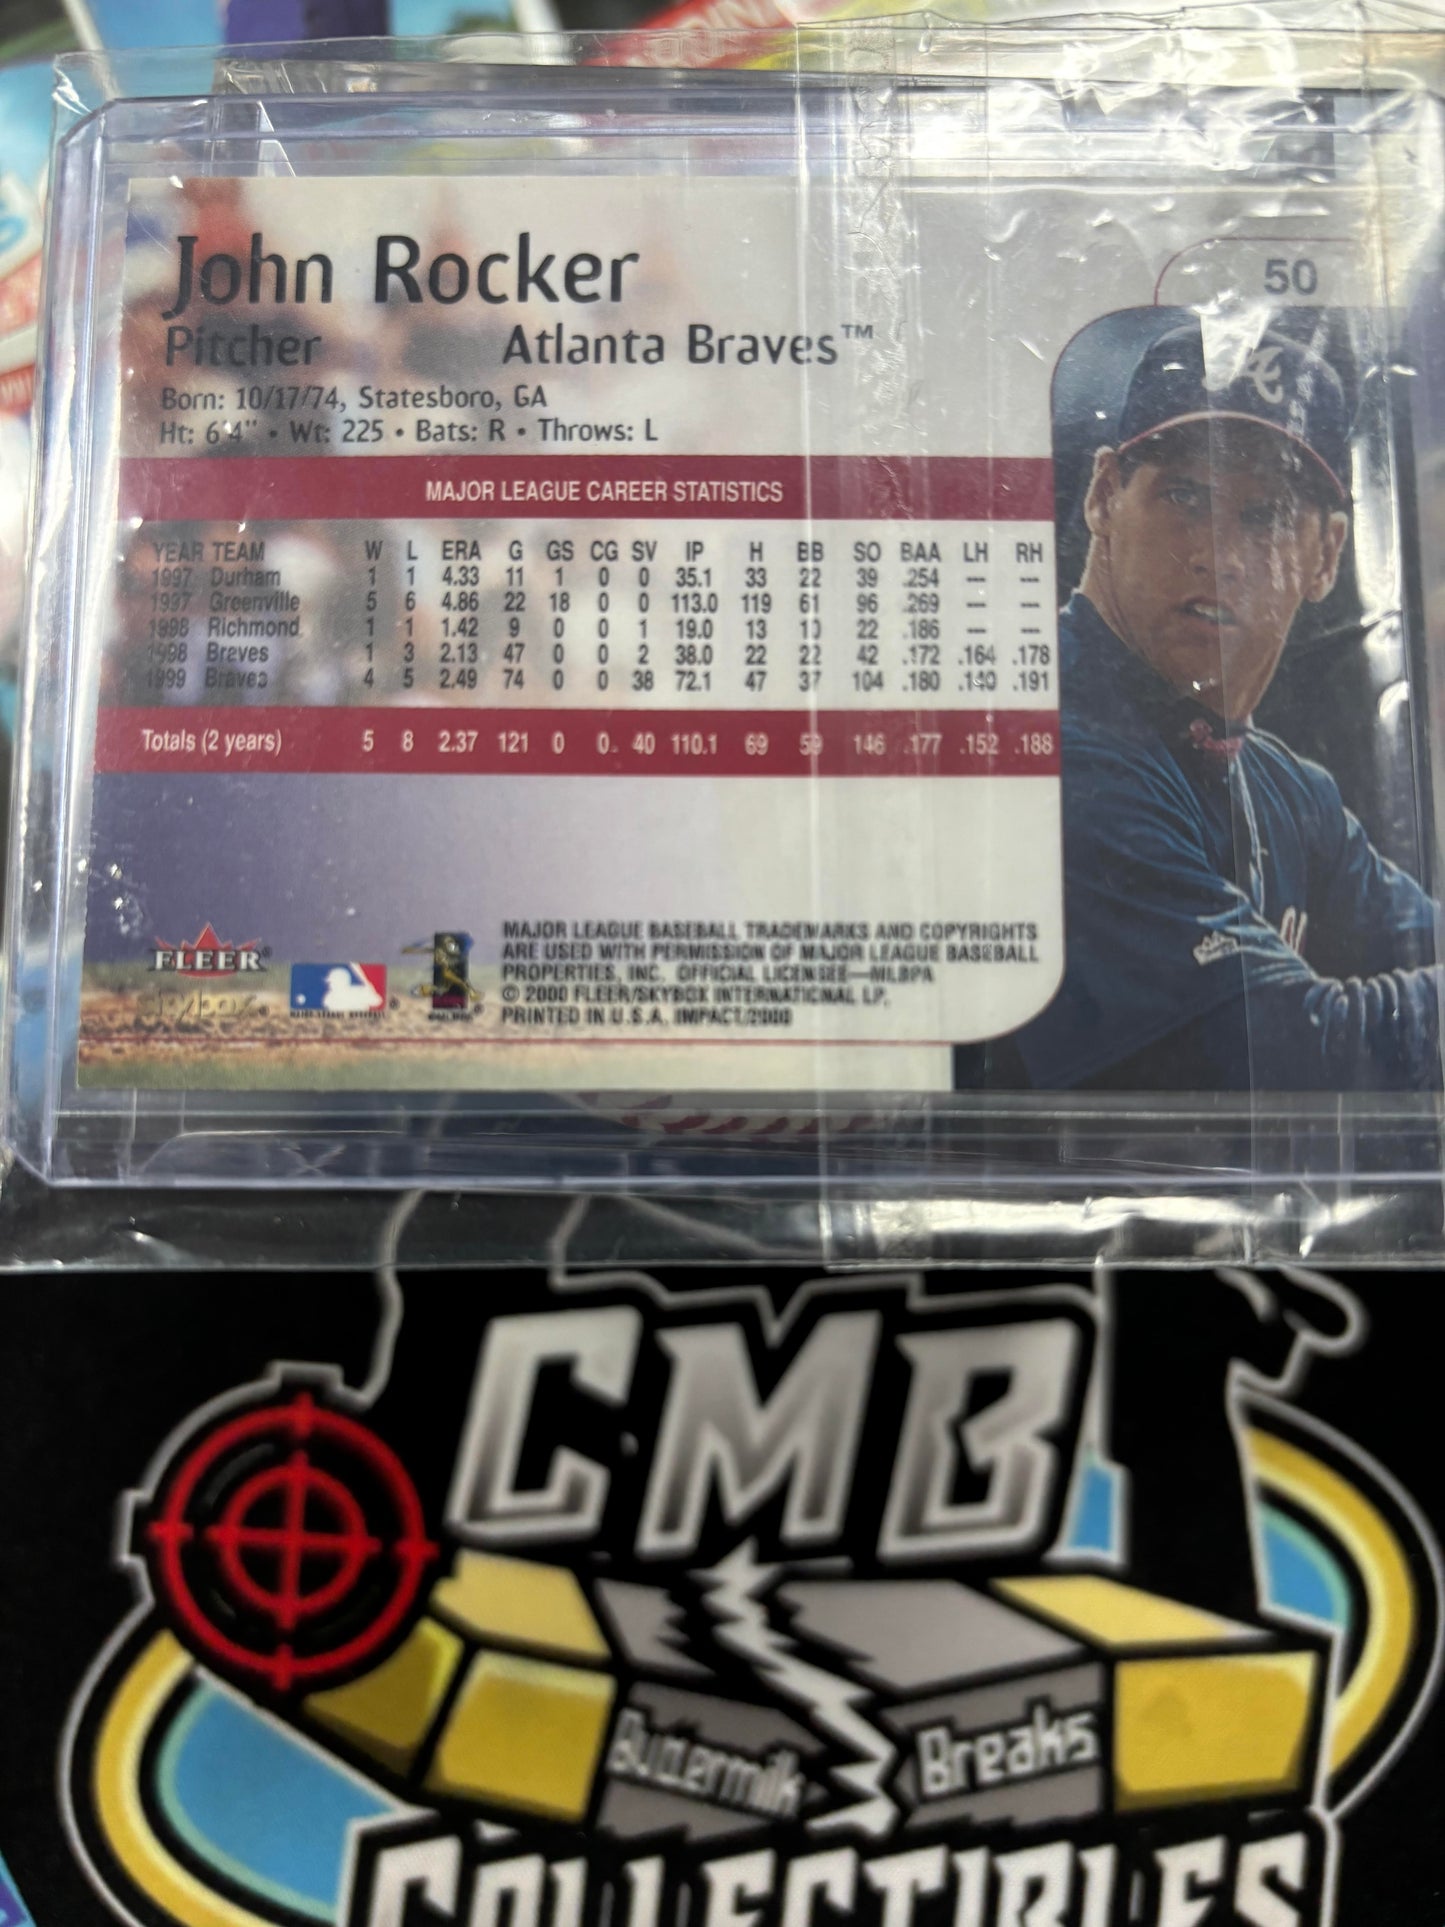 John Rocker
50
Pitcher Atlanta Braves™
Born: 10/17/74, Statesboro, GA
Ht: 6'4" • Wt: 225 • Bats: R • Throws: L
MAJOR LEAGUE CAREER STATISTICS
YEAR TEAM W L ERA G GS CG SV IP H BB SO BAA LH RH
1997 Durham 1 1 4.33 11 1 0 0 35.1 33 22 39 .254 --- ---
1997 Greenville 5 6 4.86 22 18 0 0 113.0 119 61 96 .269 --- ---
1998 Richmond 1 1 1.42 9 0 0 1 19.0 13 10 22 .186 --- ---
1998 Braves 1 3 2.13 47 0 0 2 38.0 22 22 42 .172 .164 .178
1999 Braves 4 5 2.49 74 0 0 38 72.1 47 37 104 .180 .140 .191
Totals (2 years) 5 8 2.37 121 0 0 40 110.1 69 59 146 .177 .152 .188
FLEER
skybox
MAJOR LEAGUE BASEBALL TRADEMARKS AND COPYRIGHTS
ARE USED WITH PERMISSION OF MAJOR LEAGUE BASEBALL
PROPERTIES, INC. OFFICIAL LICENSEE—MLBPA
© 2000 FLEER/SKYBOX INTERNATIONAL LP.
PRINTED IN U.S.A. IMPACT/2000
CMB
Buttermilk Breaks
COLLECTIBLES